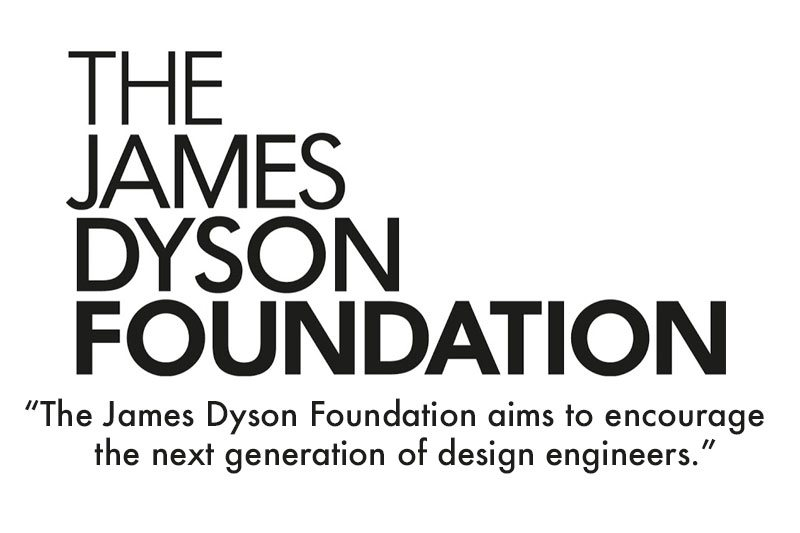 THE
JAMES
DYSON
FOUNDATION
“The James Dyson Foundation aims to encourage
the next generation of design engineers.”